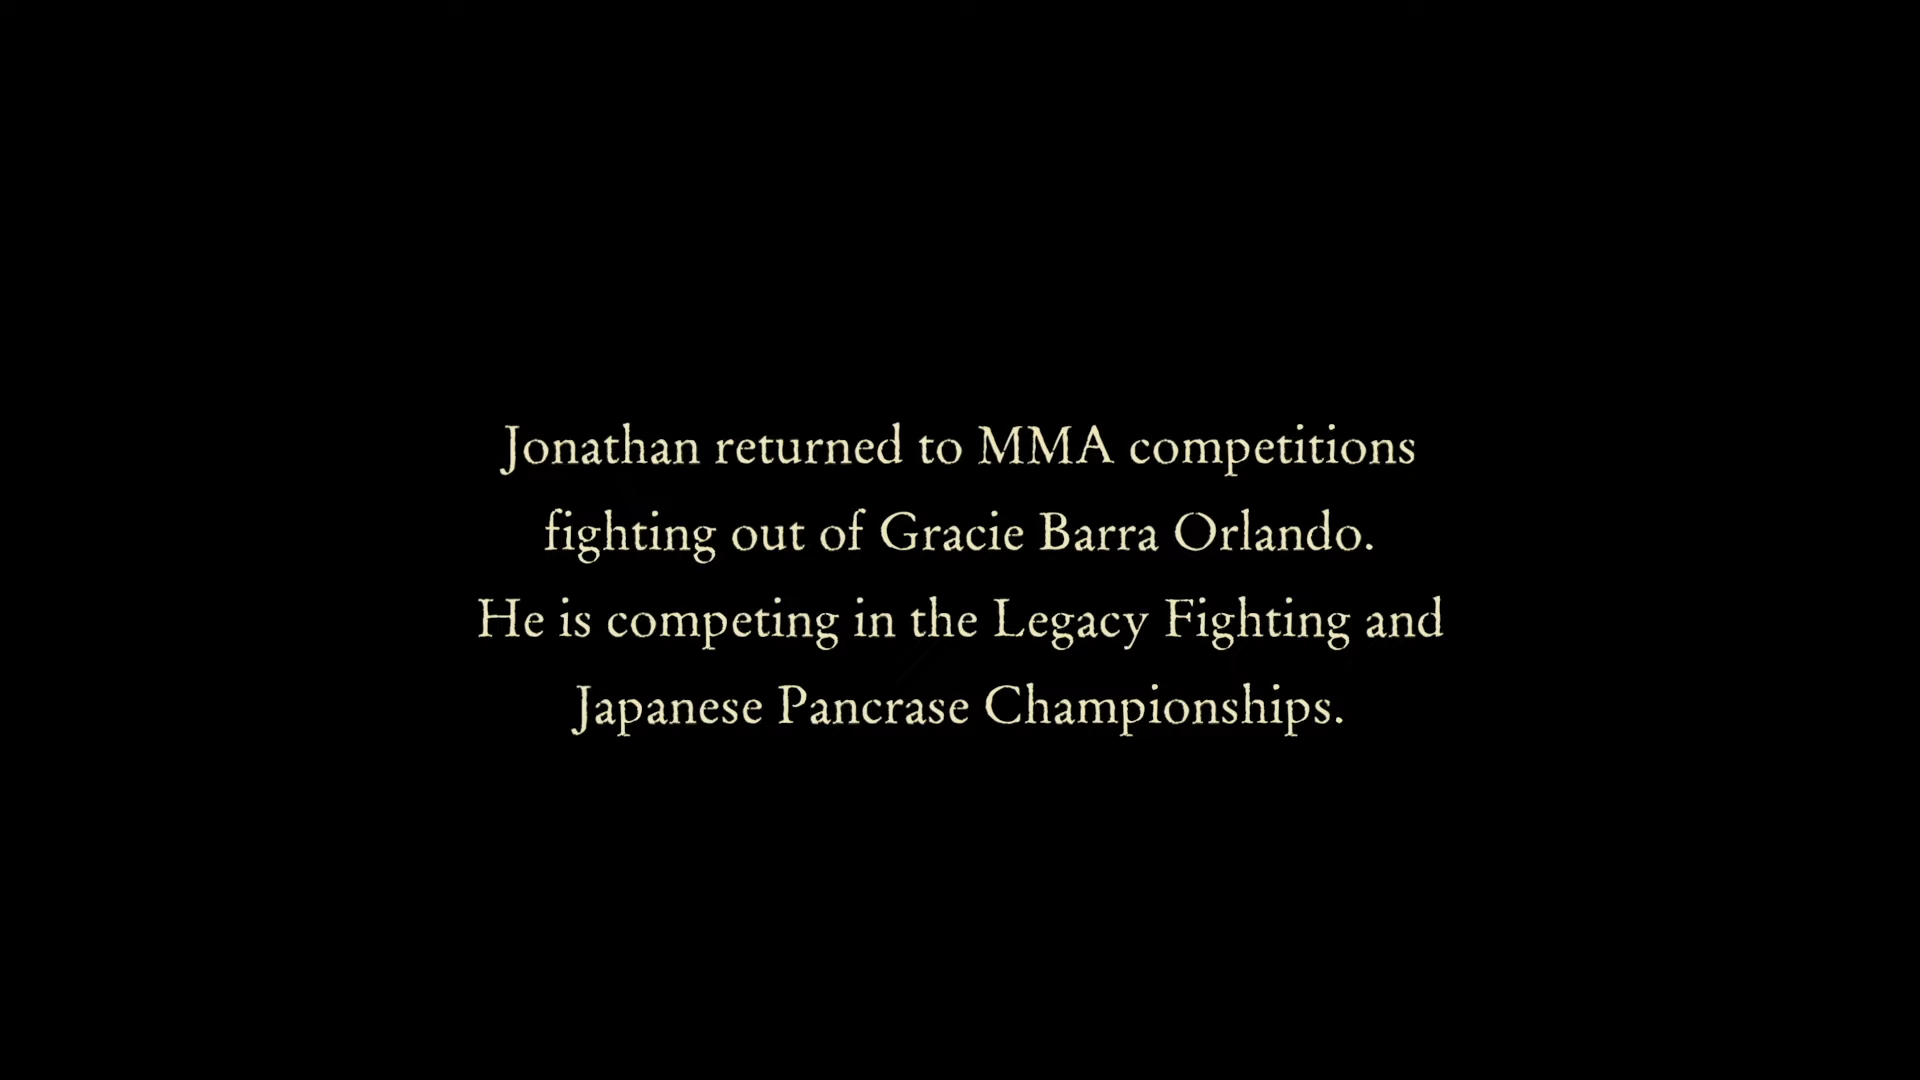 Jonathan returned to MMA competitions
fighting out of Gracie Barra Orlando.
He is competing in the Legacy Fighting and
Japanese Pancrase Championships.